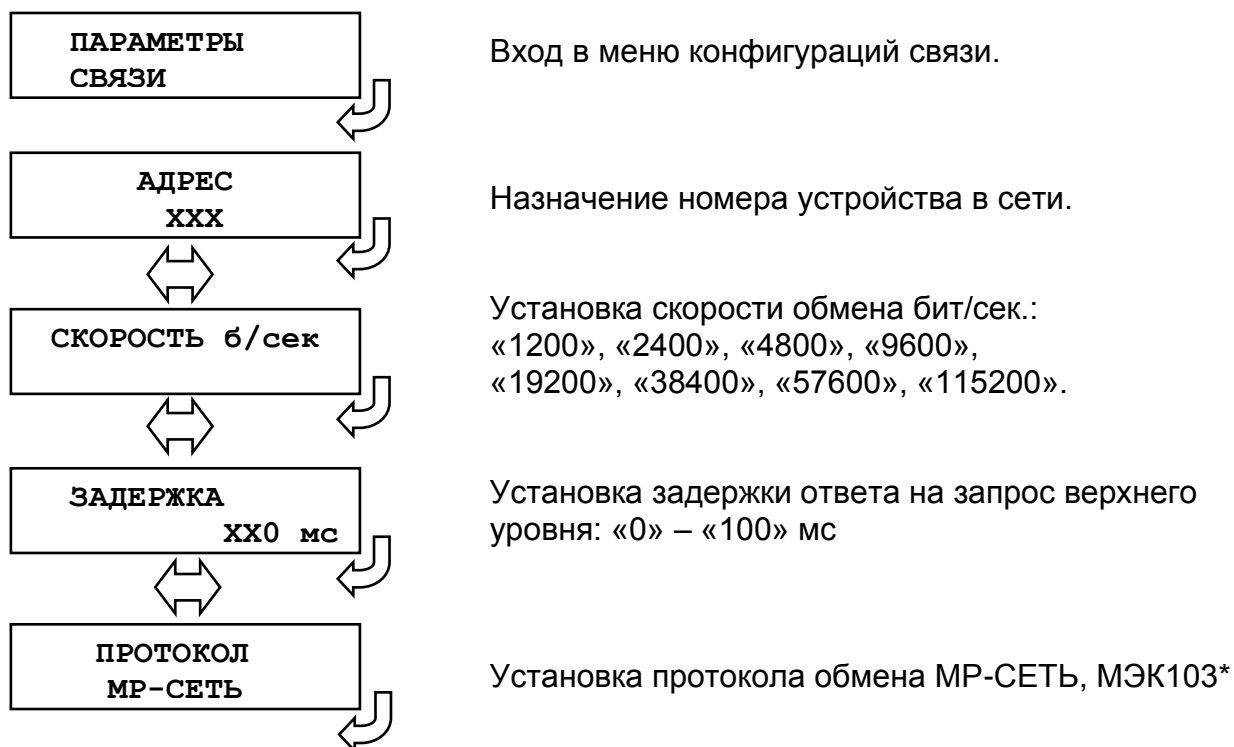 ПАРАМЕТРЫ
СВЯЗИ
Вход в меню конфигураций связи.
АДРЕС
XXX
Назначение номера устройства в сети.
СКОРОСТЬ б/сек
Установка скорости обмена бит/сек.:
«1200», «2400», «4800», «9600»,
«19200», «38400», «57600», «115200».
ЗАДЕРЖКА
XX0 мс
Установка задержки ответа на запрос верхнего
уровня: «0» – «100» мс
ПРОТОКОЛ
МР-СЕТЬ
Установка протокола обмена МР-СЕТЬ, МЭК103*